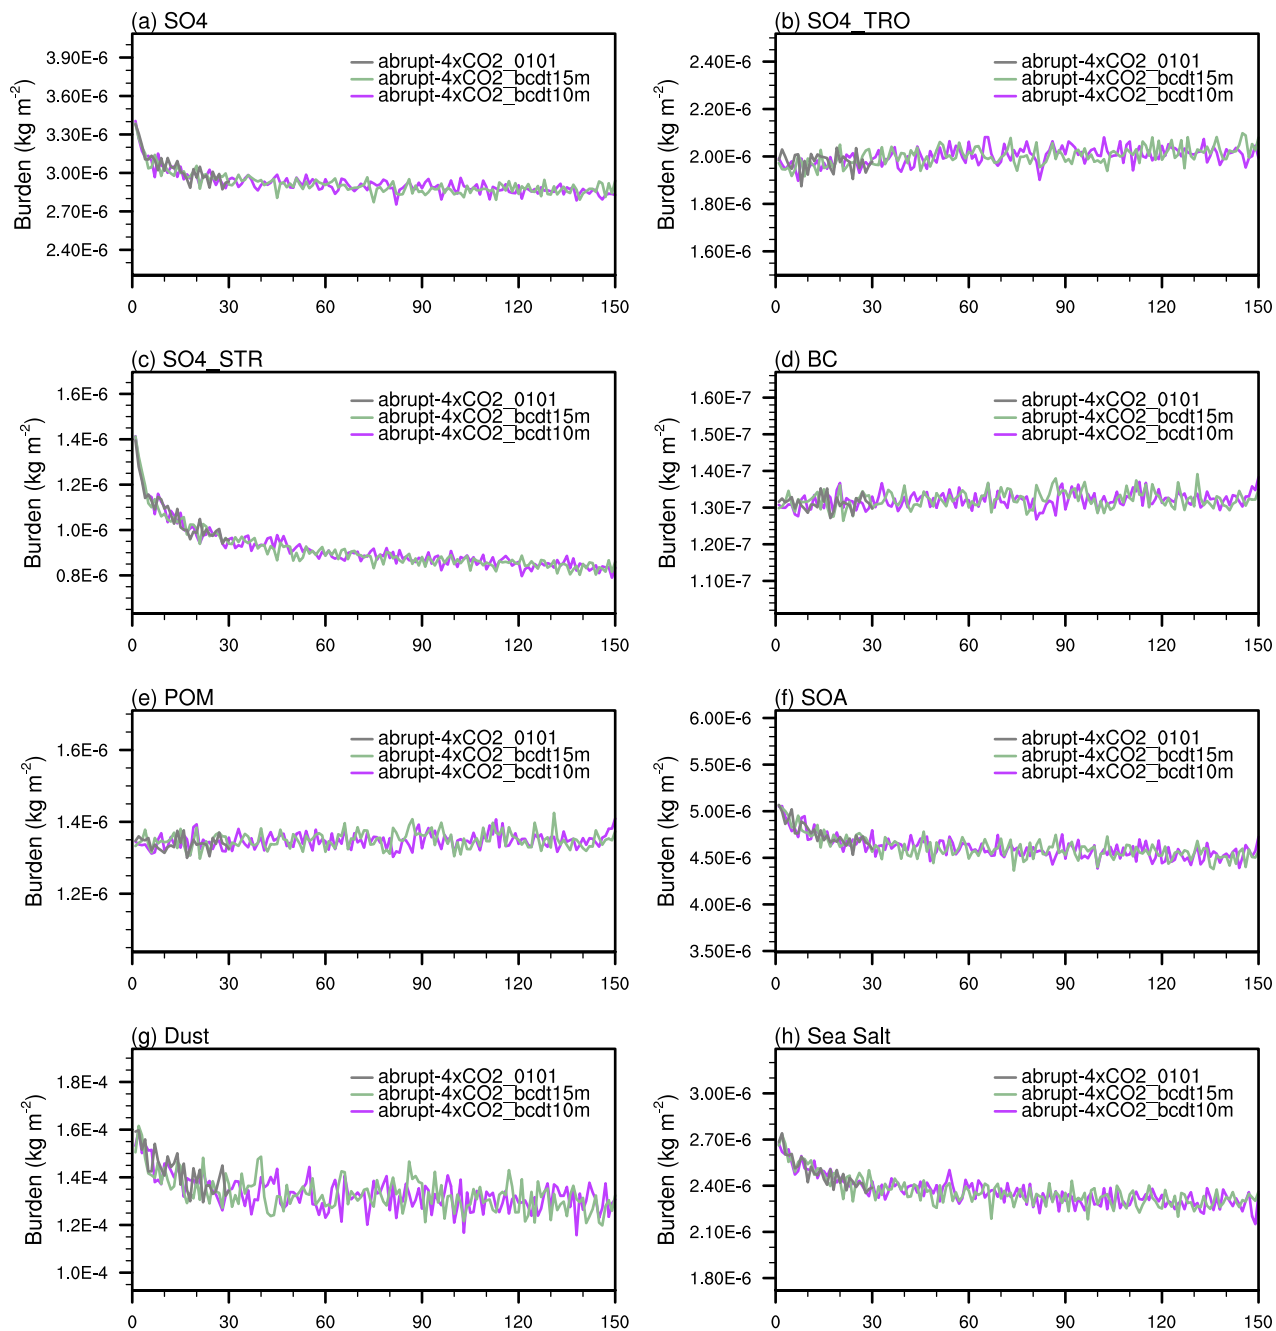 (a) SO4
(b) SO4_TRO
Burden (kg m-2)
3.90E-6
3.60E-6
3.30E-6
3.00E-6
2.70E-6
2.40E-6
abrupt-4xCO2_0101
abrupt-4xCO2_bcdt15m
abrupt-4xCO2_bcdt10m
0 30 60 90 120 150
Burden (kg m-2)
2.40E-6
2.20E-6
2.00E-6
1.80E-6
1.60E-6
abrupt-4xCO2_0101
abrupt-4xCO2_bcdt15m
abrupt-4xCO2_bcdt10m
0 30 60 90 120 150
(c) SO4_STR
(d) BC
Burden (kg m-2)
1.6E-6
1.4E-6
1.2E-6
1.0E-6
0.8E-6
abrupt-4xCO2_0101
abrupt-4xCO2_bcdt15m
abrupt-4xCO2_bcdt10m
0 30 60 90 120 150
Burden (kg m-2)
1.60E-7
1.50E-7
1.40E-7
1.30E-7
1.20E-7
1.10E-7
abrupt-4xCO2_0101
abrupt-4xCO2_bcdt15m
abrupt-4xCO2_bcdt10m
0 30 60 90 120 150
(e) POM
(f) SOA
Burden (kg m-2)
1.6E-6
1.4E-6
1.2E-6
abrupt-4xCO2_0101
abrupt-4xCO2_bcdt15m
abrupt-4xCO2_bcdt10m
0 30 60 90 120 150
Burden (kg m-2)
6.00E-6
5.50E-6
5.00E-6
4.50E-6
4.00E-6
3.50E-6
abrupt-4xCO2_0101
abrupt-4xCO2_bcdt15m
abrupt-4xCO2_bcdt10m
0 30 60 90 120 150
(g) Dust
(h) Sea Salt
Burden (kg m-2)
1.8E-4
1.6E-4
1.4E-4
1.2E-4
1.0E-4
abrupt-4xCO2_0101
abrupt-4xCO2_bcdt15m
abrupt-4xCO2_bcdt10m
0 30 60 90 120 150
Burden (kg m-2)
3.00E-6
2.70E-6
2.40E-6
2.10E-6
1.80E-6
abrupt-4xCO2_0101
abrupt-4xCO2_bcdt15m
abrupt-4xCO2_bcdt10m
0 30 60 90 120 150